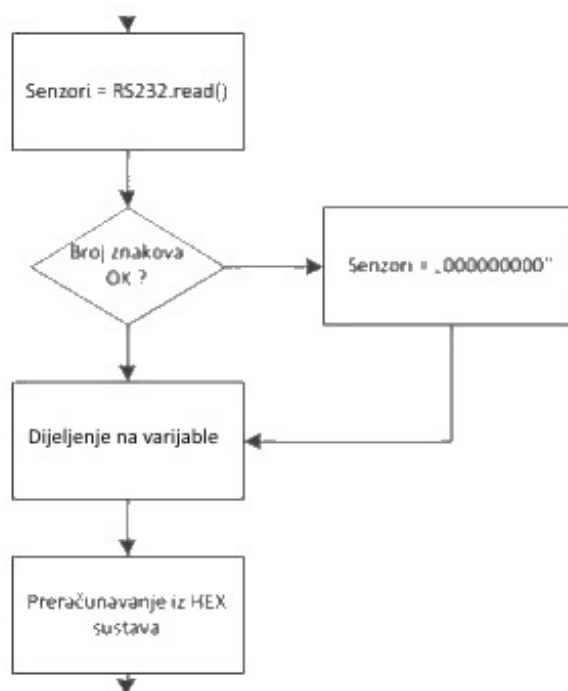 Senzori = RS232.read()
Broj znakova
OK ?
Senzori = „000000000"
Dijeljenje na varijable
Preračunavanje iz HEX
sustava